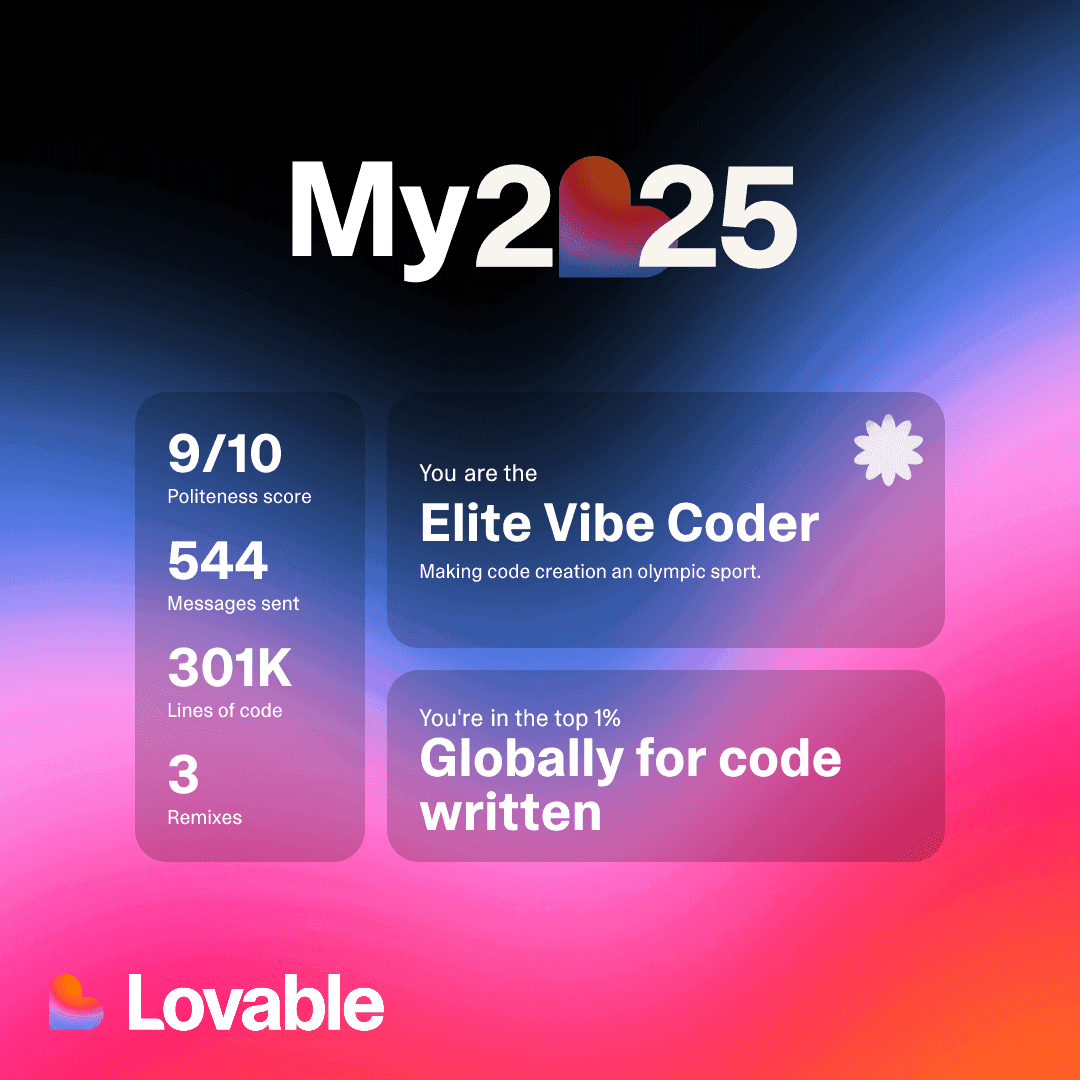 My2025
9/10
Politeness score
544
Messages sent
301K
Lines of code
3
Remixes
You are the
Elite Vibe Coder
Making code creation an olympic sport.
You're in the top 1%
Globally for code
written
Lovable